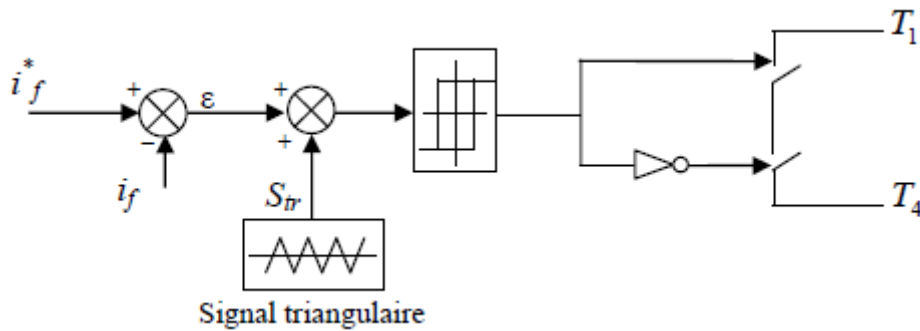 T1
i*f
+
ε
+
−
+
if
Str
T4
Signal triangulaire